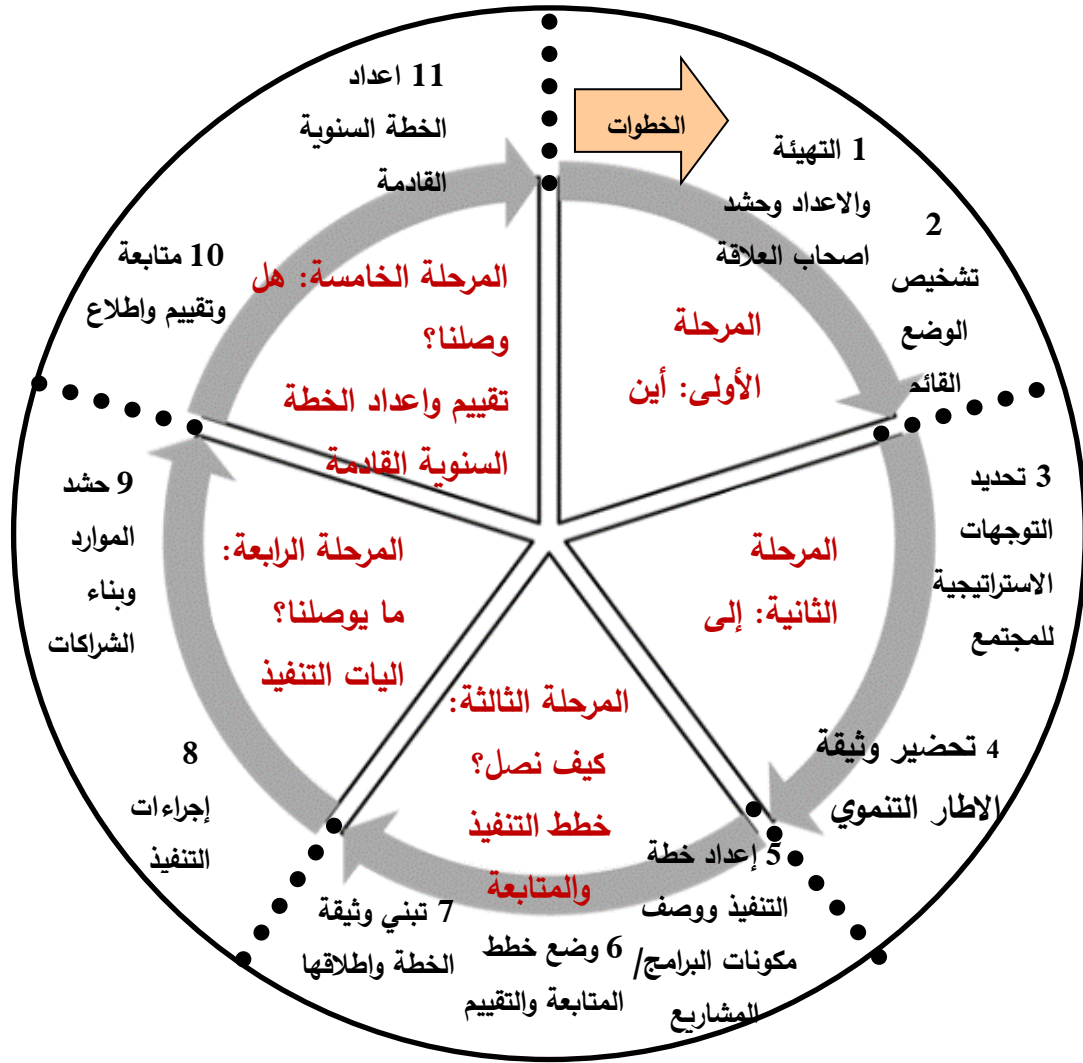 الخطوات
1 التهيئة
والاعداد وحشد
اصحاب العلاقة
2
تشخيص
الوضع
القائم
3 تحديد
التوجهات
الاستراتيجية
للمجتمع
4 تحضير وثيقة
الاطار التنموي
5 إعداد خطة
التنفيذ ووصف
مكونات البرامج/
المشاريع
6 وضع خطط
المتابعة والتقييم
7 تبني وثيقة
الخطة واطلاقها
8
إجراءات
التنفيذ
9 حشد
الموارد
وبناء
الشراكات
10 متابعة
وتقييم واطلاع
11 اعداد
الخطة السنوية
القادمة
المرحلة
الأولى: أين
المرحلة
الثانية: إلى
المرحلة الثالثة:
كيف نصل؟
خطط التنفيذ
والمتابعة
المرحلة الرابعة:
ما يوصلنا؟
اليات التنفيذ
المرحلة الخامسة: هل
وصلنا؟
تقييم واعداد الخطة
السنوية القادمة